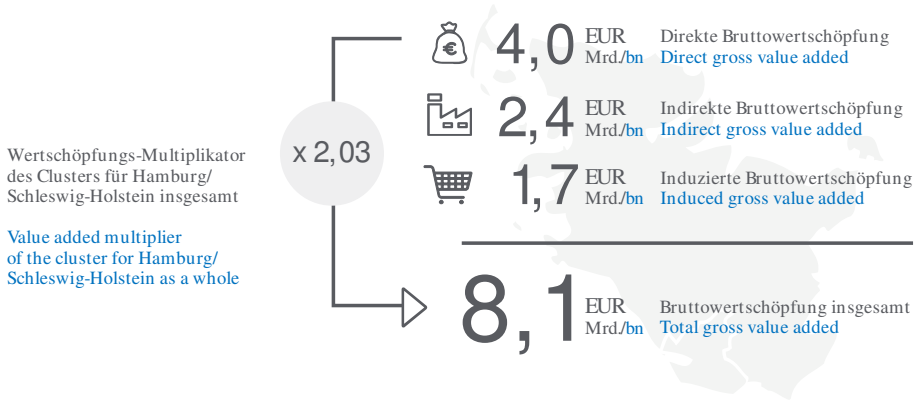 4,0 EUR Mrd./bn
Direkte Bruttowertschöpfung
Direct gross value added
2,4 EUR Mrd./bn
Indirekte Bruttowertschöpfung
Indirect gross value added
x 2,03
Wertschöpfungs-Multiplikator
des Clusters für Hamburg/
Schleswig-Holstein insgesamt
Value added multiplier
of the cluster for Hamburg/
Schleswig-Holstein as a whole
1,7 EUR Mrd./bn
Induzierte Bruttowertschöpfung
Induced gross value added
8,1 EUR Mrd./bn
Bruttowertschöpfung insgesamt
Total gross value added